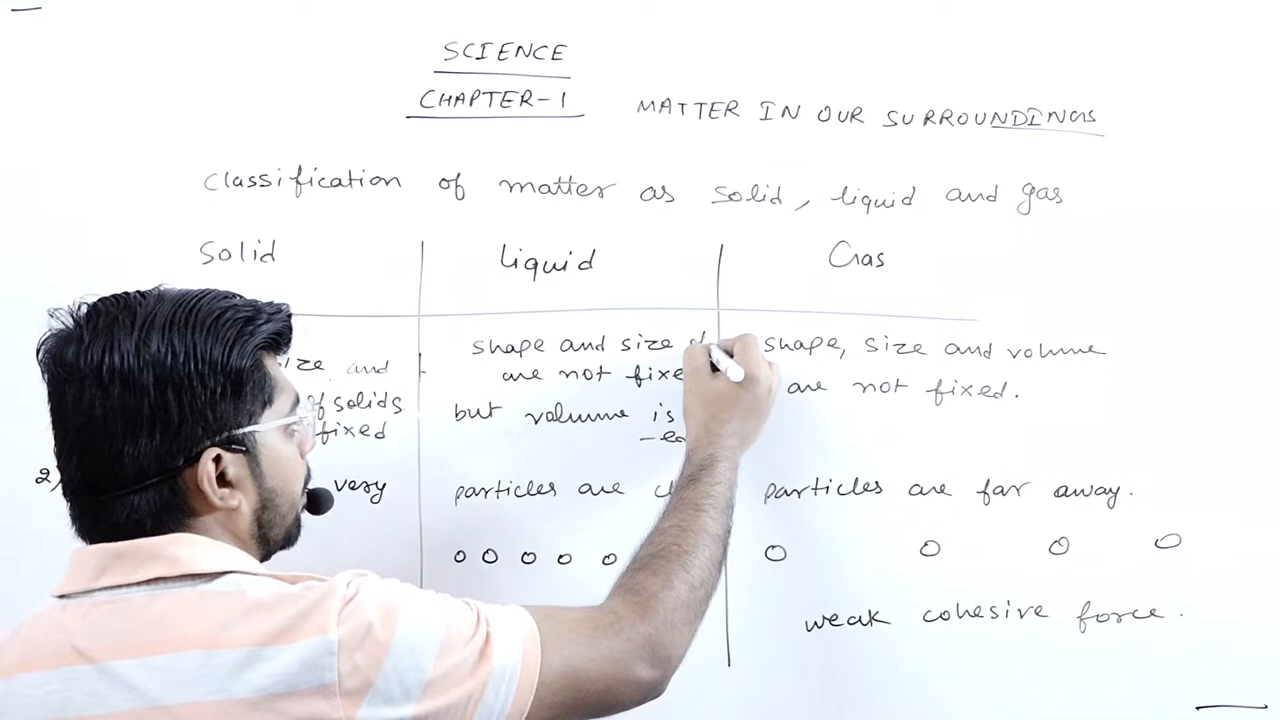 SCIENCE
CHAPTER-1 MATTER IN OUR SURROUNDINGS
Classification of matter as solid, liquid and gas
Solid liquid Gas
size and
of solids
fixed
2) very
shape and size
are not fixed
but volume is
particles are
shape, size and volume
are not fixed.
particles are far away.
weak cohesive force.